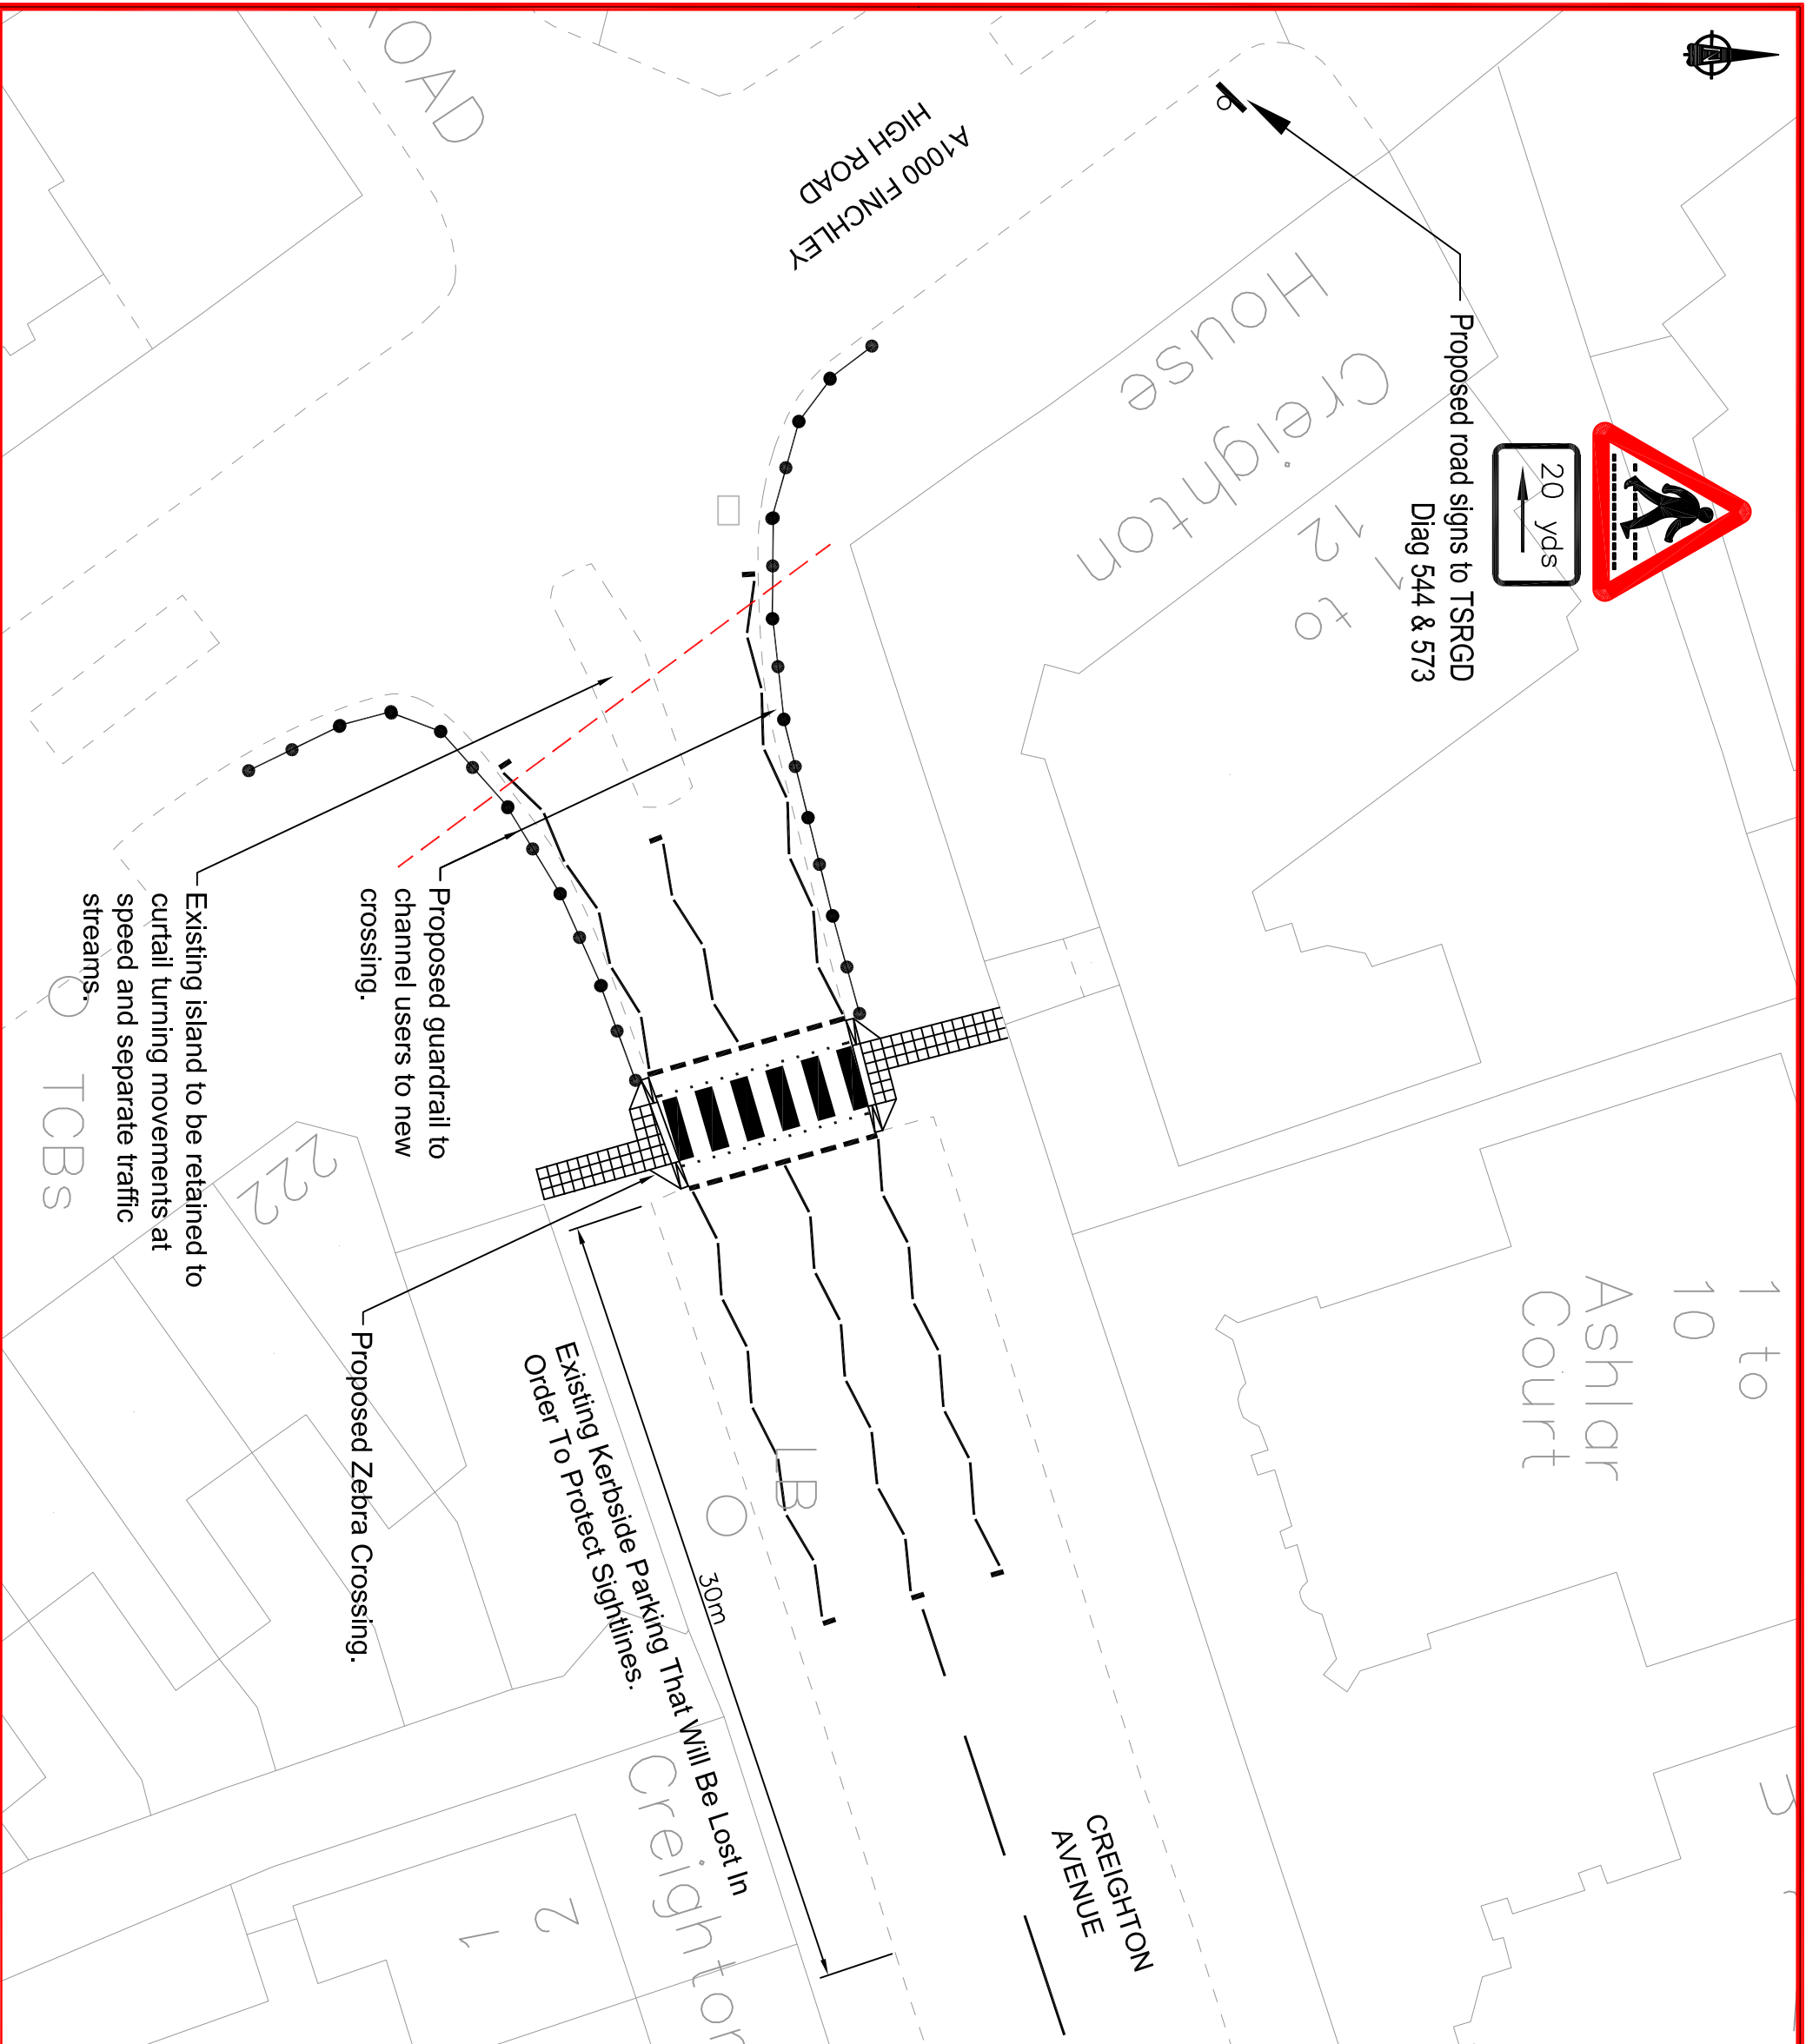 N
OAD
A1000 FINCHLEY
HIGH ROAD
Proposed road signs to TSRGD
Diag 544 & 573
20 yds
12 to 1
Creighton
House
Existing island to be retained to
curtail turning movements at
speed and separate traffic
streams.
Proposed guardrail to
channel users to new
crossing.
Proposed Zebra Crossing.
Existing Kerbside Parking That Will Be Lost In
Order To Protect Sightlines.
30m
LB
TCBs
222
1 to
10
Ashlar
Court
CREIGHTON
AVENUE
Creighton
2
1